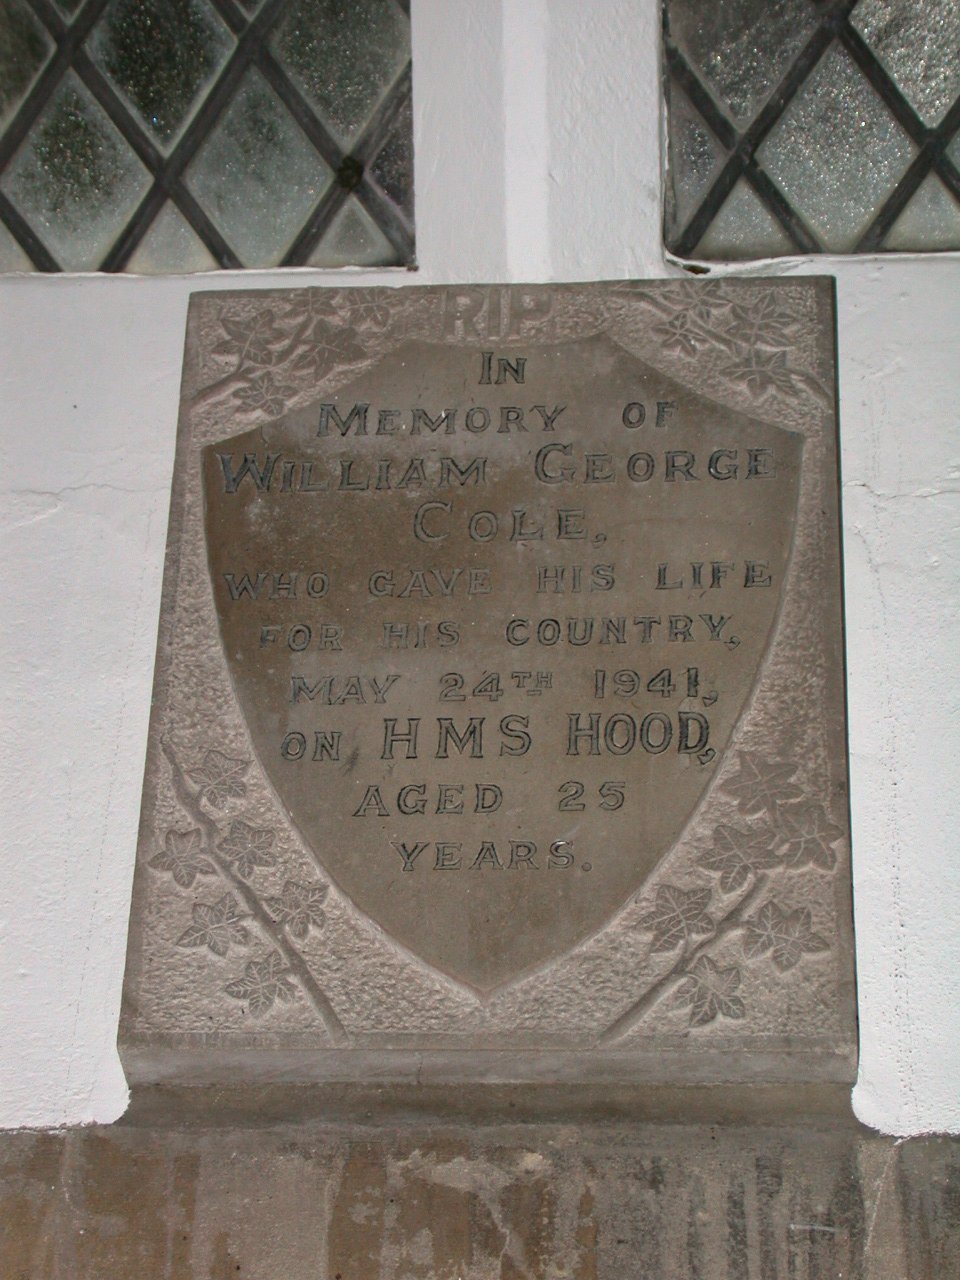 RIP
IN
MEMORY OF
WILLIAM GEORGE
COLE,
WHO GAVE HIS LIFE
FOR HIS COUNTRY,
MAY 24TH 1941,
ON HMS HOOD,
AGED 25
YEARS.